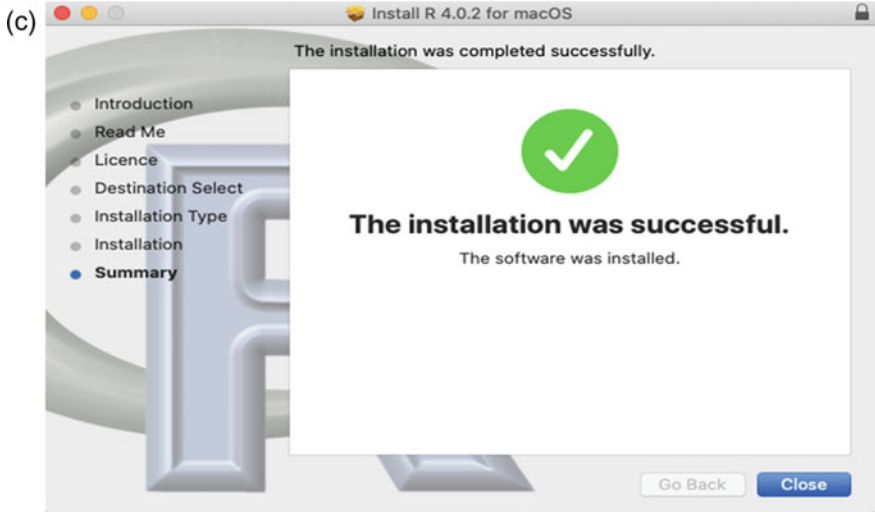 (c)
Install R 4.0.2 for macOS
The installation was completed successfully.
Introduction
Read Me
Licence
Destination Select
Installation Type
Installation
Summary
The installation was successful.
The software was installed.
Go Back
Close